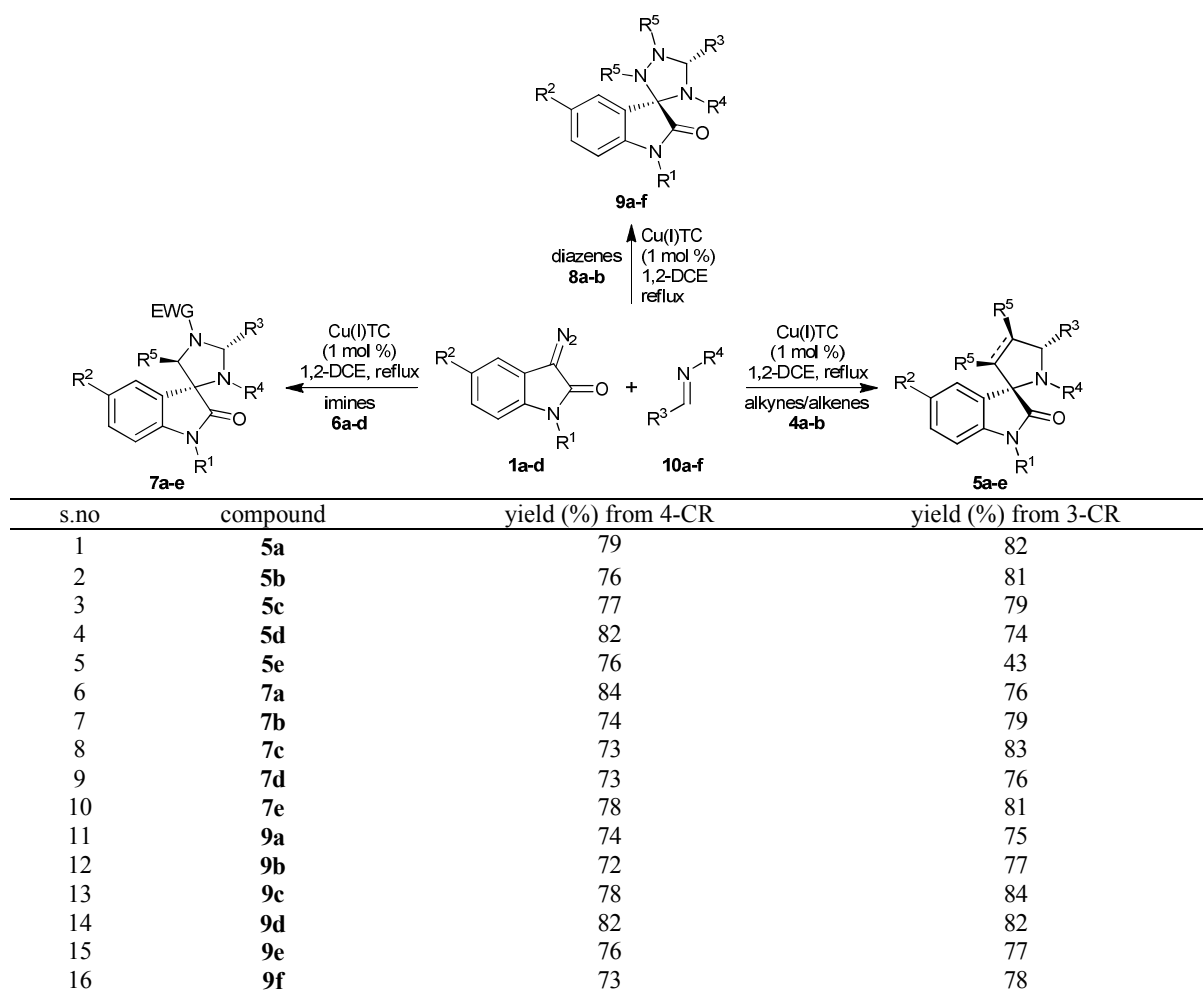 R⁵
R³
N
R⁵
N
N
R²
R⁴
O
N
R¹
9a-f
diazenes
8a-b
Cu(I)TC
(1 mol %)
1,2-DCE
reflux
EWG
N
R³
R⁵
N
R⁴
R²
O
N
R¹
7a-e
Cu(I)TC
(1 mol %)
1,2-DCE, reflux
imines
6a-d
N₂
R²
O
N
R¹
1a-d
+
R⁴
N
R³
10a-f
Cu(I)TC
(1 mol %)
1,2-DCE, reflux
alkynes/alkenes
4a-b
R⁵
R³
R⁵
N
R⁴
R²
O
N
R¹
5a-e
s.no compound yield (%) from 4-CR yield (%) from 3-CR
1 5a 79 82
2 5b 76 81
3 5c 77 79
4 5d 82 74
5 5e 76 43
6 7a 84 76
7 7b 74 79
8 7c 73 83
9 7d 73 76
10 7e 78 81
11 9a 74 75
12 9b 72 77
13 9c 78 84
14 9d 82 82
15 9e 76 77
16 9f 73 78